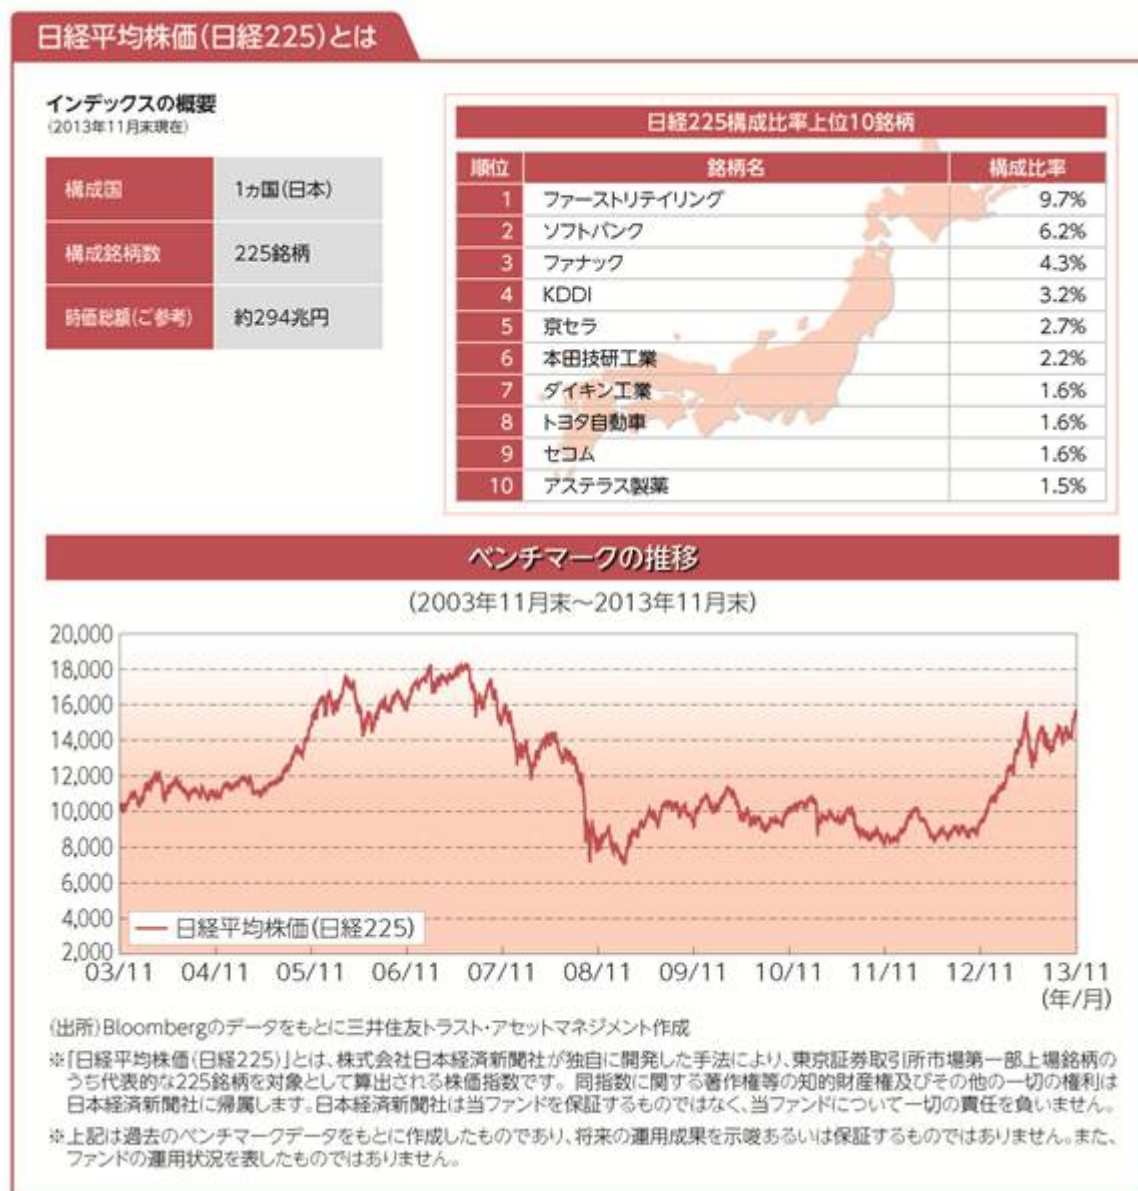 日経平均株価(日経225)とは
インデックスの概要
(2013年11月末現在)
構成国 1ヵ国(日本)
構成銘柄数 225銘柄
時価総額(ご参考) 約294兆円
日経225構成比率上位10銘柄
順位 銘柄名 構成比率
1 ファーストリテイリング 9.7%
2 ソフトバンク 6.2%
3 ファナック 4.3%
4 KDDI 3.2%
5 京セラ 2.7%
6 本田技研工業 2.2%
7 ダイキン工業 1.6%
8 トヨタ自動車 1.6%
9 セコム 1.6%
10 アステラス製薬 1.5%
ベンチマークの推移
(2003年11月末~2013年11月末)
20,000
18,000
16,000
14,000
12,000
10,000
8,000
6,000
4,000
2,000
日経平均株価(日経225)
03/11 04/11 05/11 06/11 07/11 08/11 09/11 10/11 11/11 12/11 13/11
(年/月)
(出所)Bloombergのデータをもとに三井住友トラスト・アセットマネジメント作成
※「日経平均株価(日経225)」とは、株式会社日本経済新聞社が独自に開発した手法により、東京証券取引所市場第一部上場銘柄の
うち代表的な225銘柄を対象として算出される株価指数です。同指数に関する著作権等の知的財産権及びその他の一切の権利は
日本経済新聞社に帰属します。日本経済新聞社は当ファンドを保証するものではなく、当ファンドについて一切の責任を負いません。
※上記は過去のベンチマークデータをもとに作成したものであり、将来の運用成果を示唆あるいは保証するものではありません。また、
ファンドの運用状況を表したものではありません。